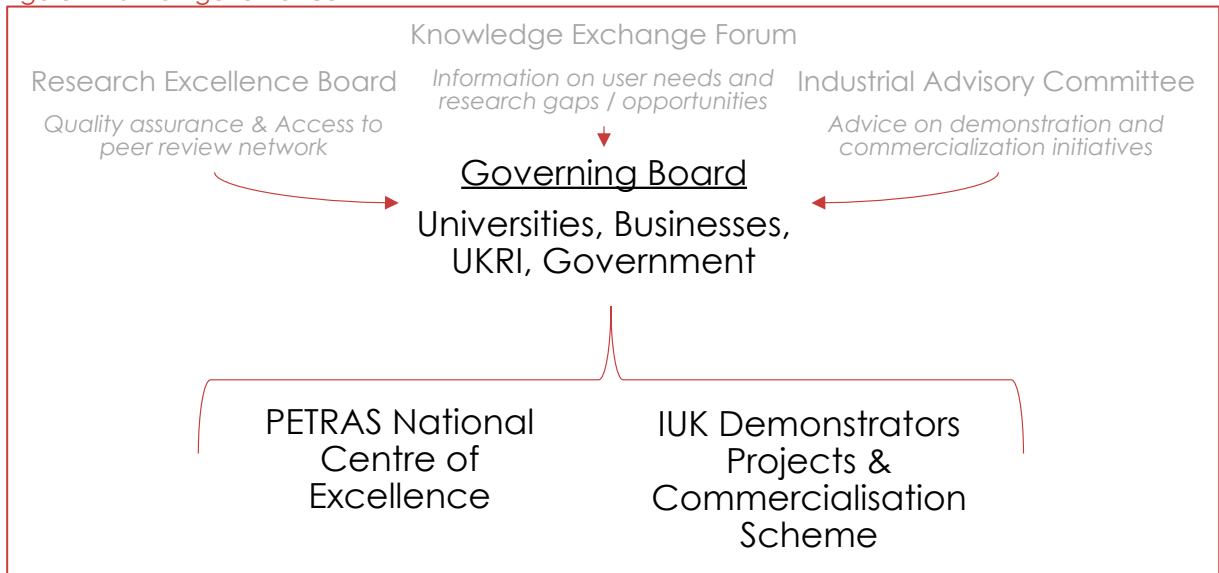 Knowledge Exchange Forum
Research Excellence Board
Information on user needs and
research gaps / opportunities
Industrial Advisory Committee
Quality assurance & Access to
peer review network
Advice on demonstration and
commercialization initiatives
Governing Board
Universities, Businesses,
UKRI, Government
PETRAS National
Centre of
Excellence
IUK Demonstrators
Projects &
Commercialisation
Scheme